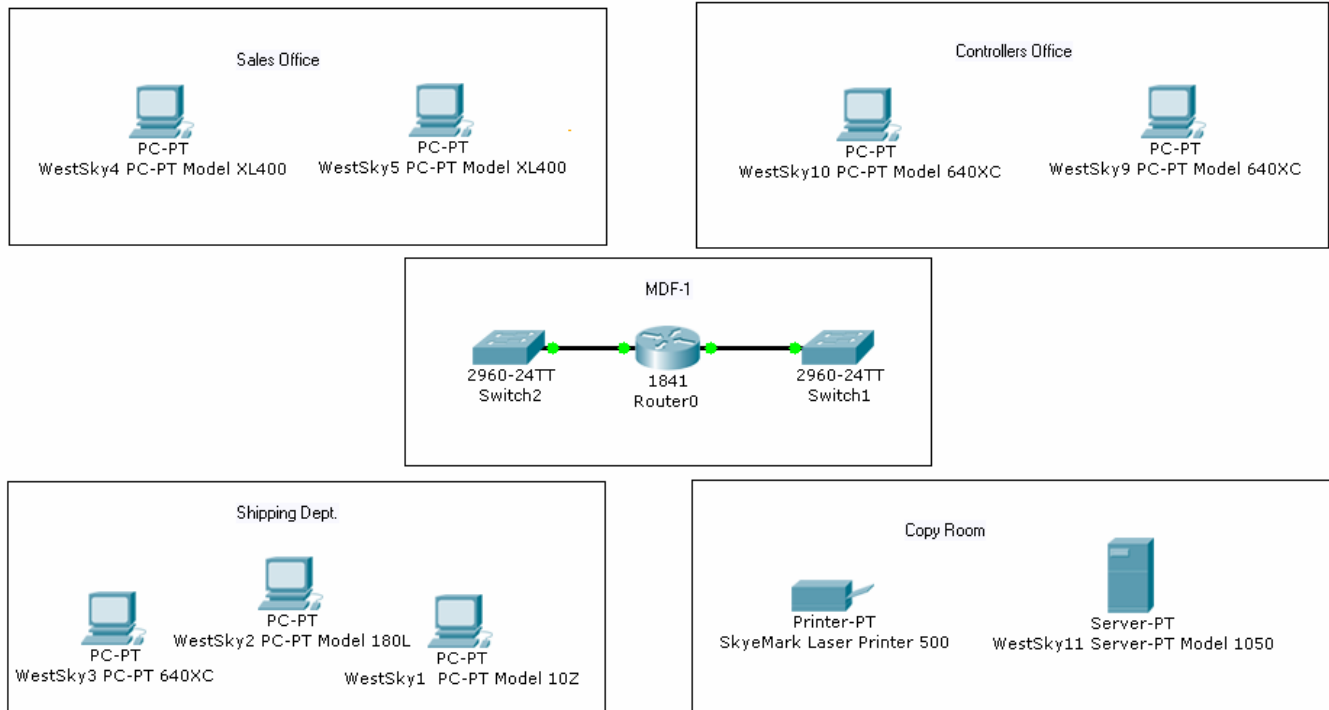 Sales Office
PC-PT
WestSky4 PC-PT Model XL400
PC-PT
WestSky5 PC-PT Model XL400
Controllers Office
PC-PT
WestSky10 PC-PT Model 640XC
PC-PT
WestSky9 PC-PT Model 640XC
MDF-1
2960-24TT
Switch2
1841
Router0
2960-24TT
Switch1
Shipping Dept.
PC-PT
WestSky3 PC-PT 640XC
PC-PT
WestSky2 PC-PT Model 180L
PC-PT
WestSky1  PC-PT Model 10Z
Copy Room
Printer-PT
SkyeMark Laser Printer 500
Server-PT
WestSky11 Server-PT Model 1050